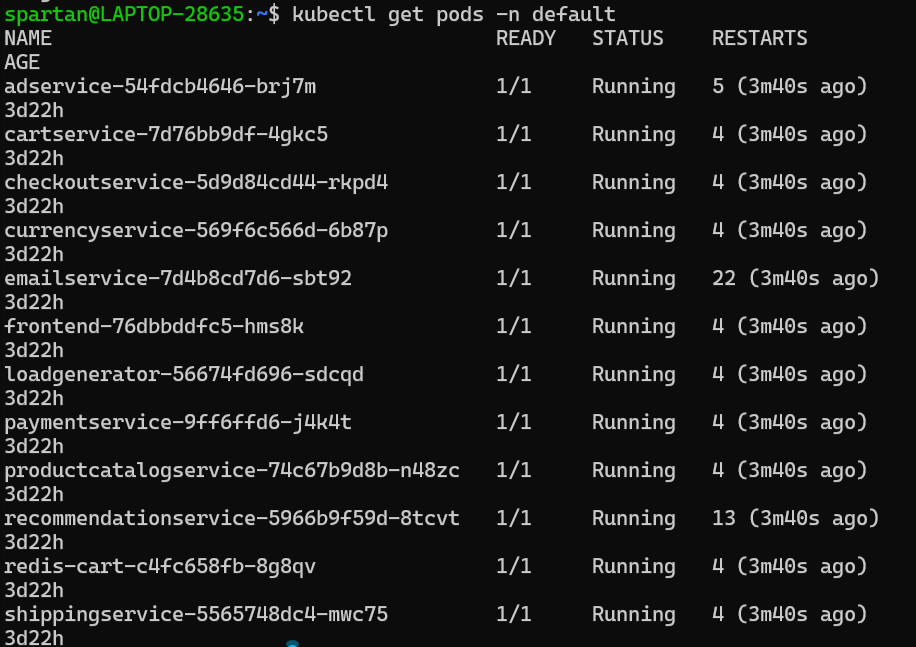 spartan@LAPTOP-28635:~$ kubectl get pods -n default
NAME                                     READY   STATUS    RESTARTS
AGE
adservice-54fdcb4646-brj7m               1/1     Running   5 (3m40s ago)
3d22h
cartservice-7d76bb9df-4gkc5              1/1     Running   4 (3m40s ago)
3d22h
checkoutservice-5d9d84cd44-rkpd4         1/1     Running   4 (3m40s ago)
3d22h
currencyservice-569f6c566d-6b87p         1/1     Running   4 (3m40s ago)
3d22h
emailservice-7d4b8cd7d6-sbt92            1/1     Running   22 (3m40s ago)
3d22h
frontend-76dbbddfc5-hms8k                1/1     Running   4 (3m40s ago)
3d22h
loadgenerator-56674fd696-sdcqd           1/1     Running   4 (3m40s ago)
3d22h
paymentservice-9ff6ffd6-j4k4t            1/1     Running   4 (3m40s ago)
3d22h
productcatalogservice-74c67b9d8b-n48zc   1/1     Running   4 (3m40s ago)
3d22h
recommendationservice-5966b9f59d-8tcvt   1/1     Running   13 (3m40s ago)
3d22h
redis-cart-c4fc658fb-8g8qv               1/1     Running   4 (3m40s ago)
3d22h
shippingservice-5565748dc4-mwc75         1/1     Running   4 (3m40s ago)
3d22h